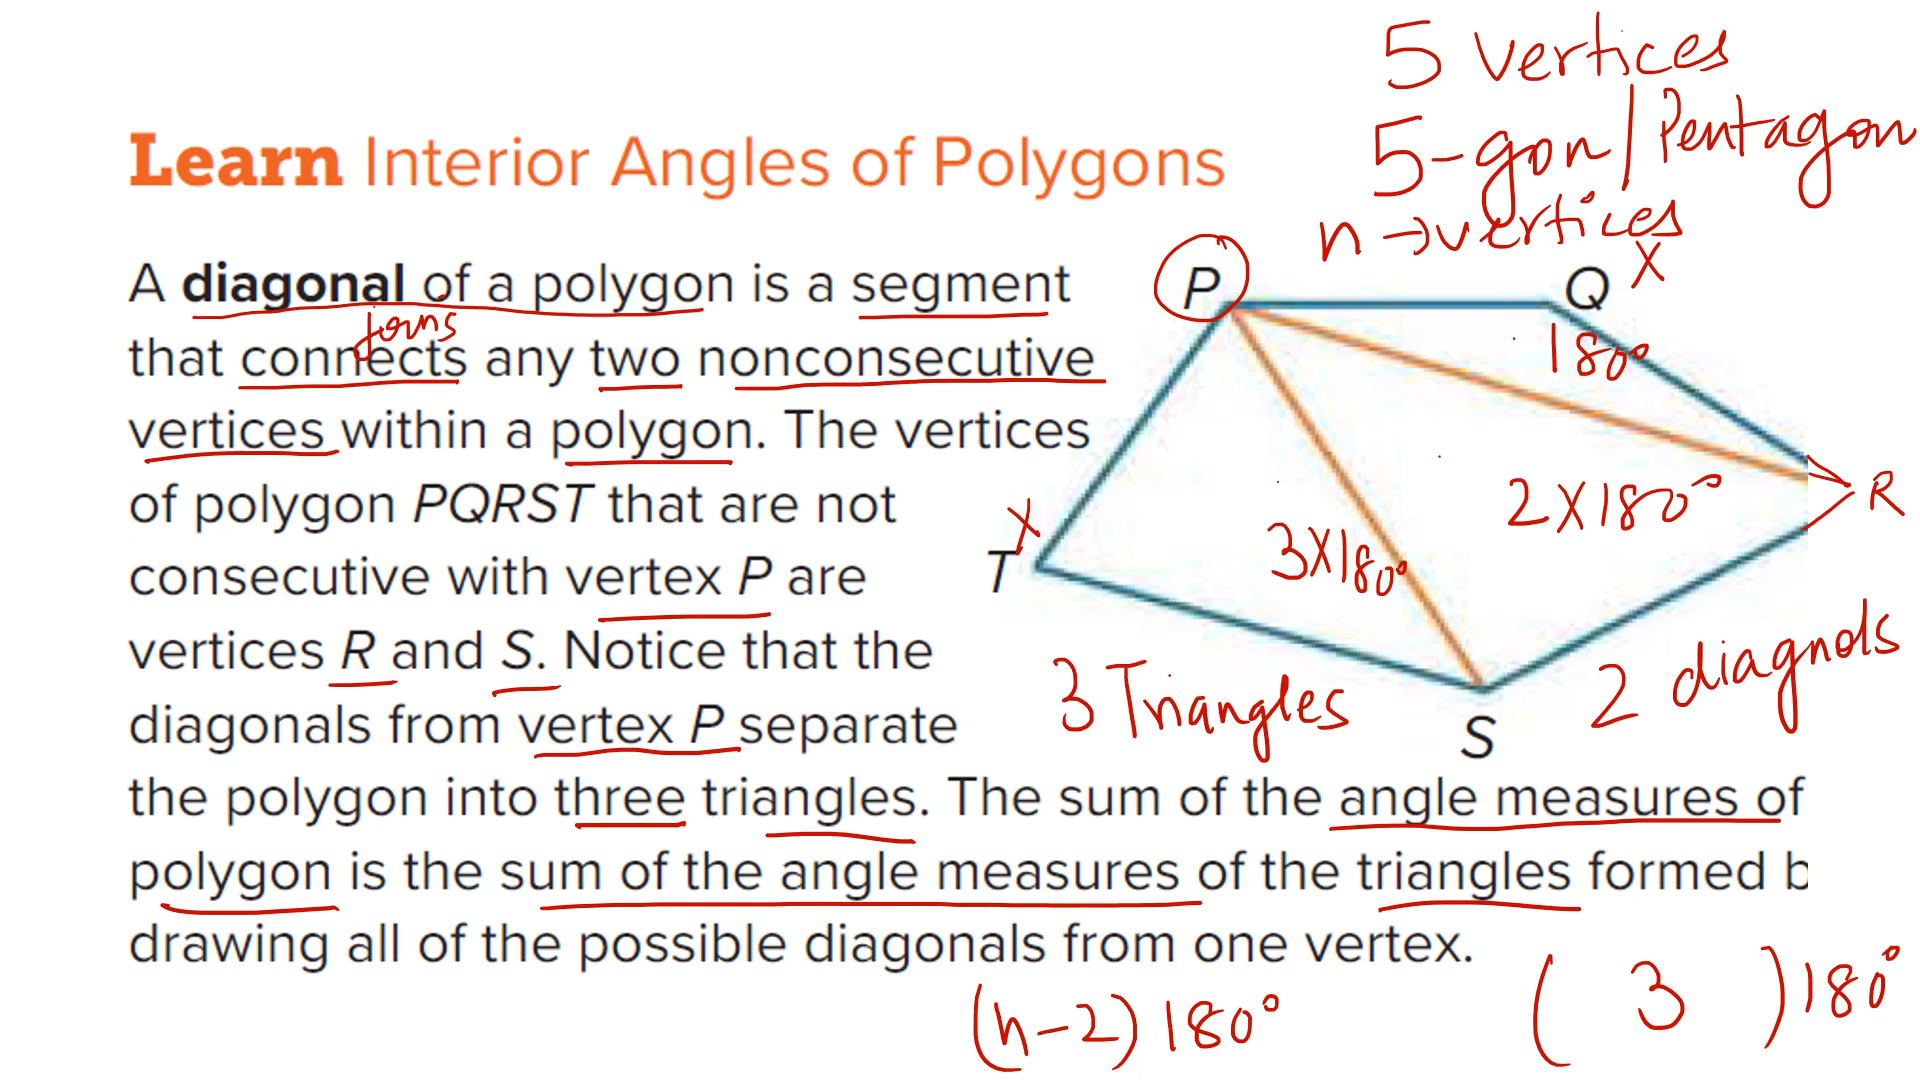 5 vertices
5-gon / Pentagon
n → vertices
Learn Interior Angles of Polygons
A diagonal of a polygon is a segment
joins
that connects any two nonconsecutive
vertices within a polygon. The vertices
of polygon PQRST that are not
consecutive with vertex P are
vertices R and S. Notice that the
diagonals from vertex P separate
the polygon into three triangles. The sum of the angle measures of
polygon is the sum of the angle measures of the triangles formed b
drawing all of the possible diagonals from one vertex.
P
Q
X
180°
2X180°
R
X
T
3X180°
3 Triangles
S
2 diagnols
(n-2) 180°
( 3 ) 180°